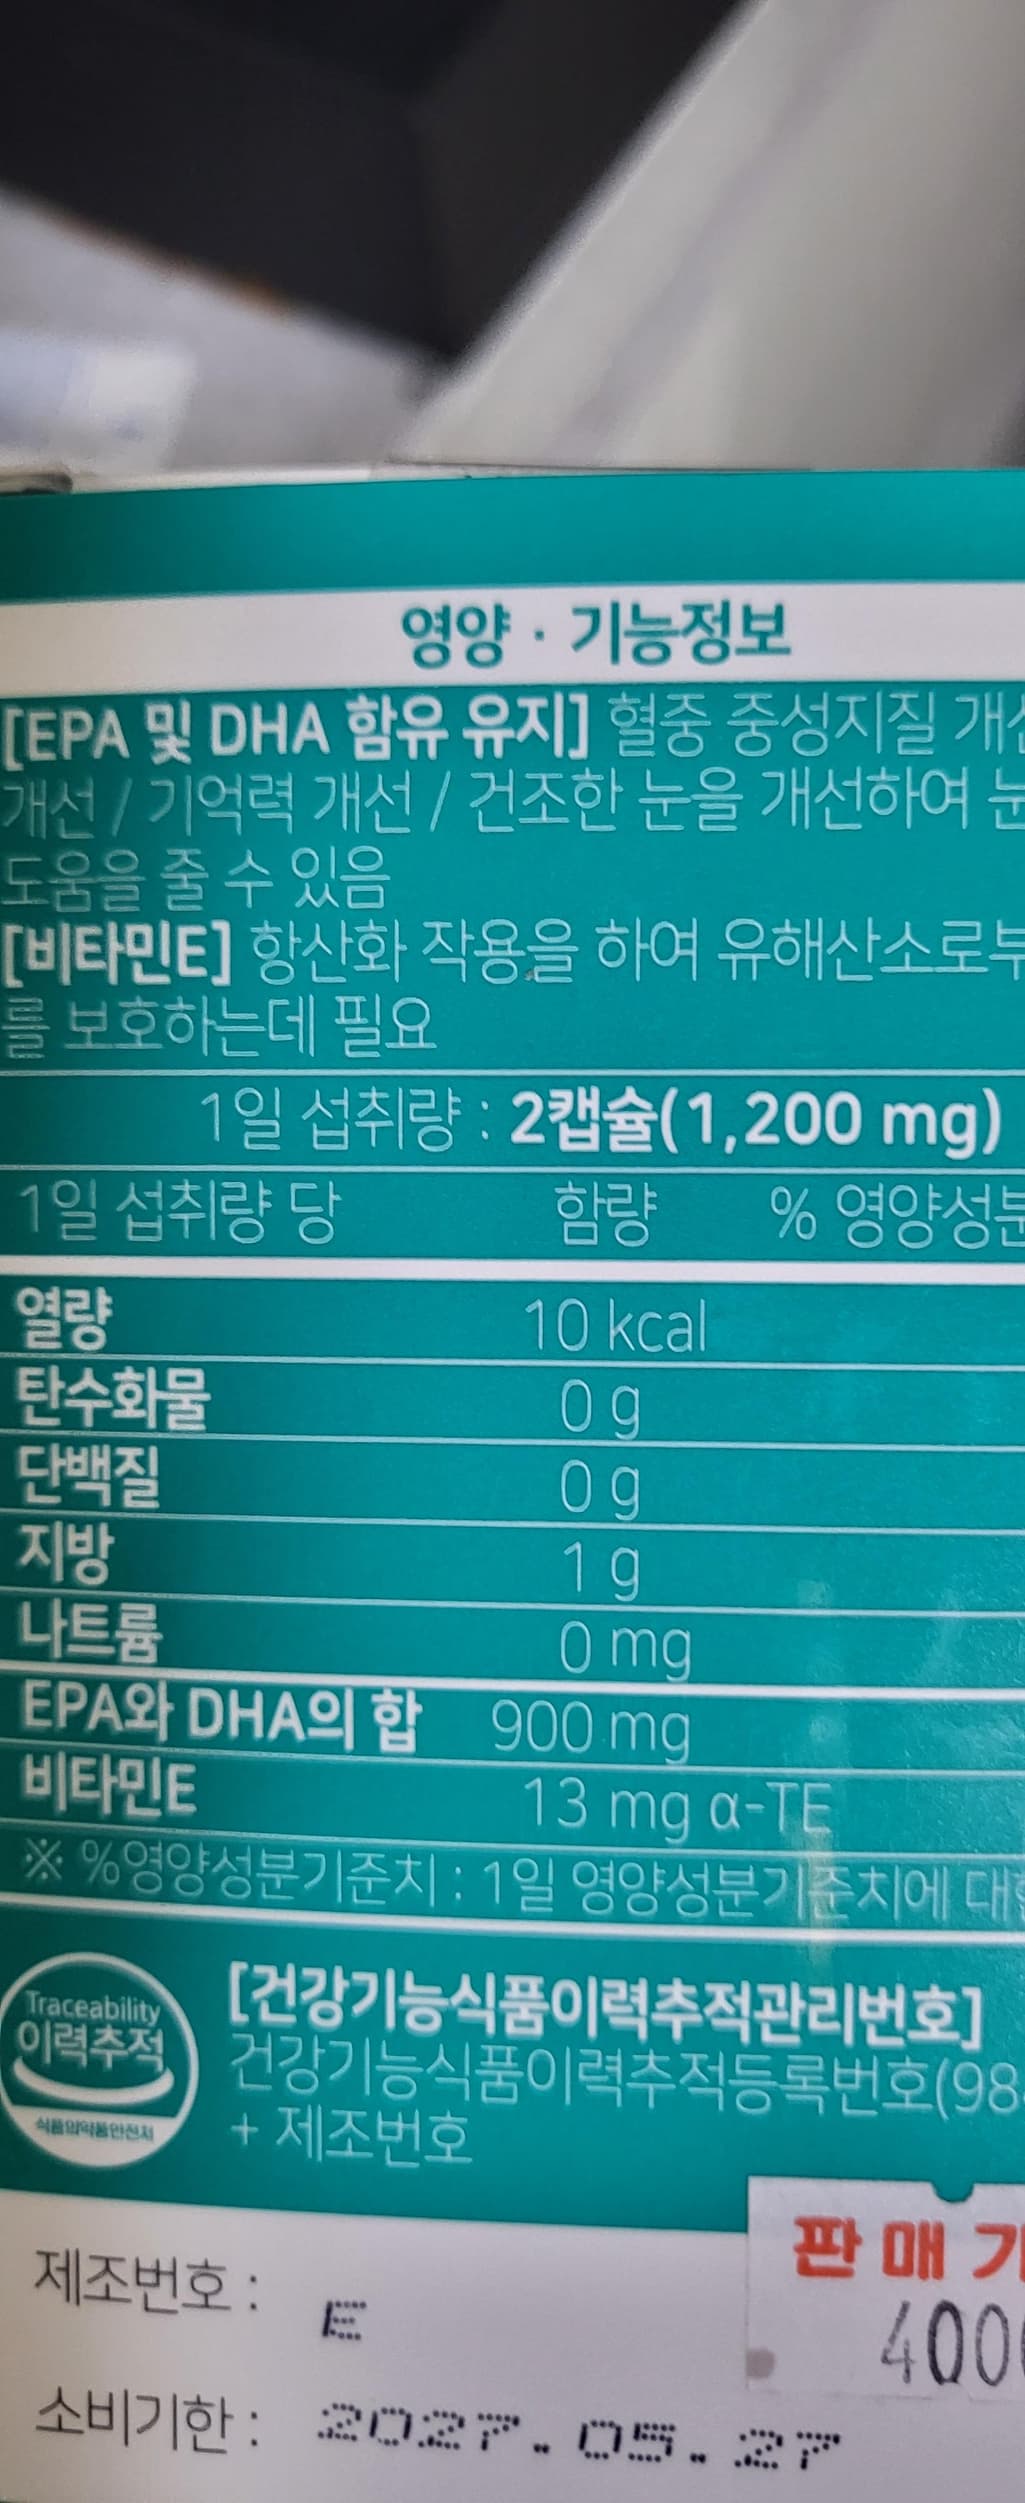 영양 · 기능정보
[EPA 및 DHA 함유 유지] 혈중 중성지질 개선
개선 / 기억력 개선 / 건조한 눈을 개선하여 눈
도움을 줄 수 있음
[비타민E] 항산화 작용을 하여 유해산소로부
를 보호하는데 필요
1일 섭취량 : 2캡슐(1,200 mg)
1일 섭취량 당 함량 % 영양성분
열량 10 kcal
탄수화물 0 g
단백질 0 g
지방 1 g
나트륨 0 mg
EPA와 DHA의 합 900 mg
비타민E 13 mg α-TE
※ %영양성분기준치 : 1일 영양성분기준치에 대한
Traceability
이력추적
식품의약품안전처
[건강기능식품이력추적관리번호]
건강기능식품이력추적등록번호(98
+ 제조번호
판 매 가
4000
제조번호 : E
소비기한 : 2027.05.27